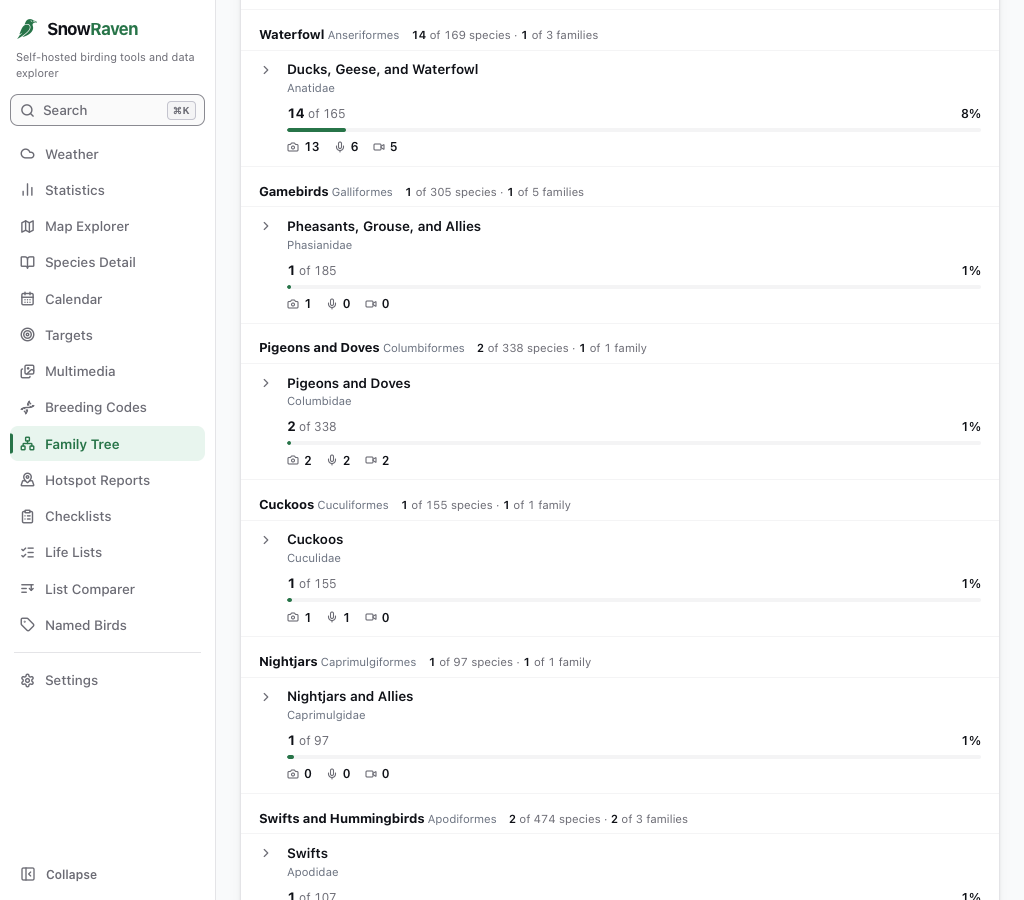 SnowRaven
Self-hosted birding tools and data
explorer
Search ⌘K
Weather
Statistics
Map Explorer
Species Detail
Calendar
Targets
Multimedia
Breeding Codes
Family Tree
Hotspot Reports
Checklists
Life Lists
List Comparer
Named Birds
Settings
Collapse
Waterfowl Anseriformes 14 of 169 species · 1 of 3 families
Ducks, Geese, and Waterfowl
Anatidae
14 of 165 8%
13 6 5
Gamebirds Galliformes 1 of 305 species · 1 of 5 families
Pheasants, Grouse, and Allies
Phasianidae
1 of 185 1%
1 0 0
Pigeons and Doves Columbiformes 2 of 338 species · 1 of 1 family
Pigeons and Doves
Columbidae
2 of 338 1%
2 2 2
Cuckoos Cuculiformes 1 of 155 species · 1 of 1 family
Cuckoos
Cuculidae
1 of 155 1%
1 1 0
Nightjars Caprimulgiformes 1 of 97 species · 1 of 1 family
Nightjars and Allies
Caprimulgidae
1 of 97 1%
0 0 0
Swifts and Hummingbirds Apodiformes 2 of 474 species · 2 of 3 families
Swifts
Apodidae
1 of 107 1%